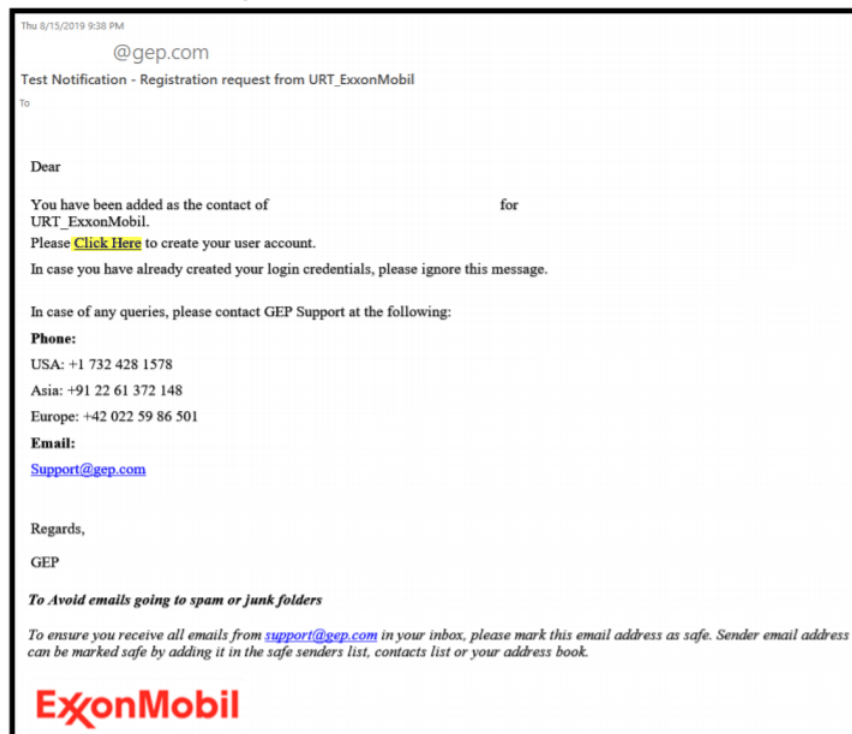 Thu 8/15/2019 9:38 PM
@gep.com
Test Notification - Registration request from URT_ExxonMobil
To
Dear
You have been added as the contact of for
URT_ExxonMobil.
Please Click Here to create your user account.
In case you have already created your login credentials, please ignore this message.
In case of any queries, please contact GEP Support at the following:
Phone:
USA: +1 732 428 1578
Asia: +91 22 61 372 148
Europe: +42 022 59 86 501
Email:
Support@gep.com
Regards,
GEP
To Avoid emails going to spam or junk folders
To ensure you receive all emails from support@gep.com in your inbox, please mark this email address as safe. Sender email address
can be marked safe by adding it in the safe senders list, contacts list or your address book.
ExxonMobil